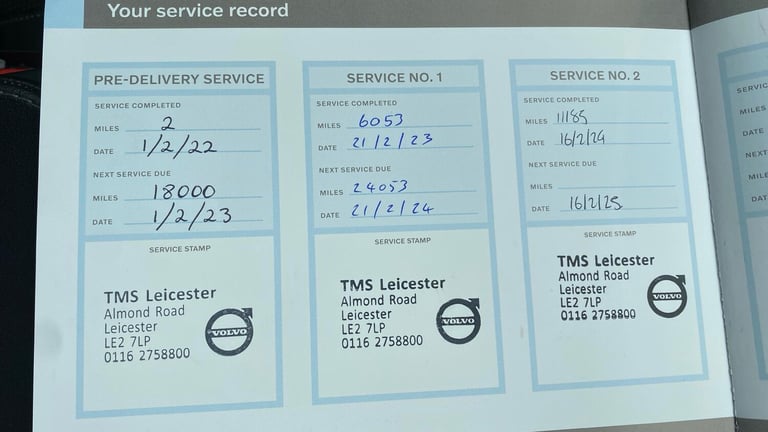 Your service record
PRE-DELIVERY SERVICE
SERVICE COMPLETED
MILES 2
DATE 1/2/22
NEXT SERVICE DUE
MILES 18000
DATE 1/2/23
SERVICE STAMP
TMS Leicester
Almond Road
Leicester
LE2 7LP
0116 2758800
VOLVO
SERVICE NO. 1
SERVICE COMPLETED
MILES 6053
DATE 21/2/23
NEXT SERVICE DUE
MILES 24053
DATE 21/2/24
SERVICE STAMP
TMS Leicester
Almond Road
Leicester
LE2 7LP
0116 2758800
VOLVO
SERVICE NO. 2
SERVICE COMPLETED
MILES 11185
DATE 16/2/24
NEXT SERVICE DUE
MILES
DATE 16/2/25
SERVICE STAMP
TMS Leicester
Almond Road
Leicester
LE2 7LP
0116 2758800
VOLVO
MILES
DATE
NEXT